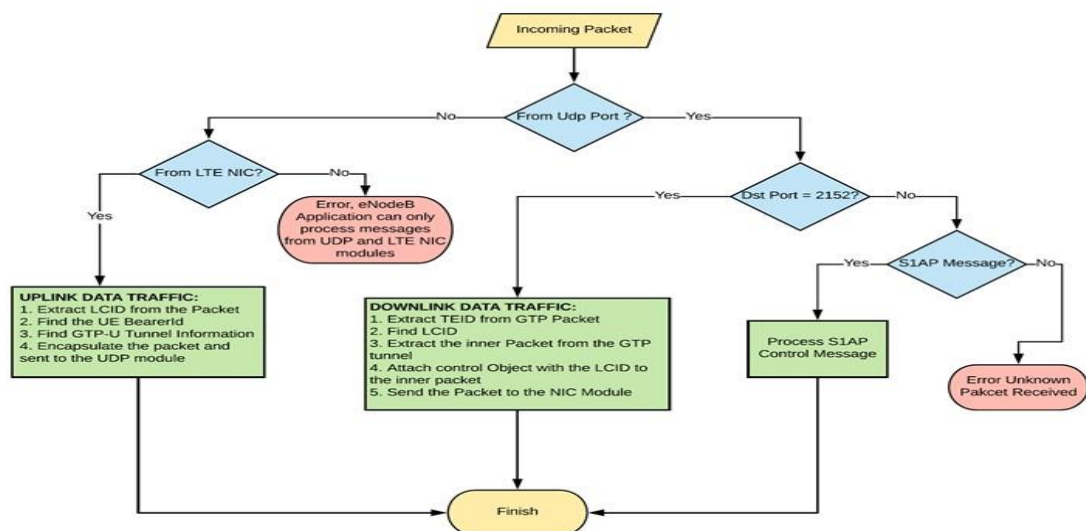 Incoming Packet
From Udp Port ?
No
Yes
From LTE NIC?
No
Yes
Error, eNodeB
Application can only
process messages
from UDP and LTE NIC
modules
Dst Port = 2152?
Yes
No
S1AP Message?
Yes
No
UPLINK DATA TRAFFIC:
1. Extract LCID from the Packet
2. Find the UE BearerId
3. Find GTP-U Tunnel Information
4. Encapsulate the packet and
sent to the UDP module
DOWNLINK DATA TRAFFIC:
1. Extract TEID from GTP Packet
2. Find LCID
3. Extract the inner Packet from the GTP
tunnel
4. Attach control Object with the LCID to
the inner packet
5. Send the Packet to the NIC Module
Process S1AP
Control Message
Error Unknown
Pakcet Received
Finish